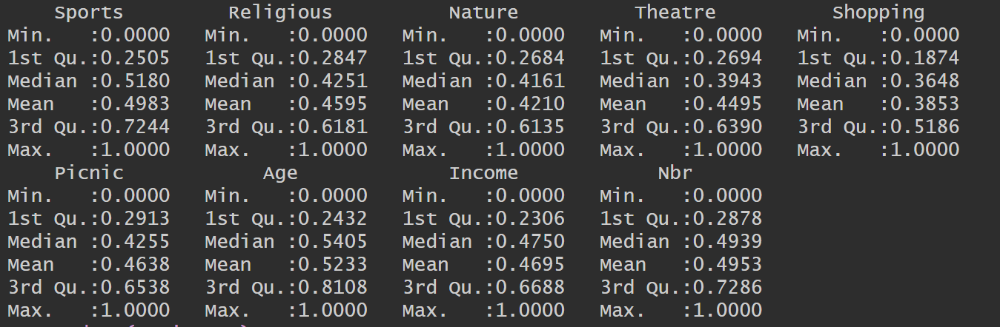 Sports Religious Nature Theatre Shopping
Min. :0.0000 Min. :0.0000 Min. :0.0000 Min. :0.0000 Min. :0.0000
1st Qu.:0.2505 1st Qu.:0.2847 1st Qu.:0.2684 1st Qu.:0.2694 1st Qu.:0.1874
Median :0.5180 Median :0.4251 Median :0.4161 Median :0.3943 Median :0.3648
Mean :0.4983 Mean :0.4595 Mean :0.4210 Mean :0.4495 Mean :0.3853
3rd Qu.:0.7244 3rd Qu.:0.6181 3rd Qu.:0.6135 3rd Qu.:0.6390 3rd Qu.:0.5186
Max. :1.0000 Max. :1.0000 Max. :1.0000 Max. :1.0000 Max. :1.0000
Picnic Age Income Nbr
Min. :0.0000 Min. :0.0000 Min. :0.0000 Min. :0.0000
1st Qu.:0.2913 1st Qu.:0.2432 1st Qu.:0.2306 1st Qu.:0.2878
Median :0.4255 Median :0.5405 Median :0.4750 Median :0.4939
Mean :0.4638 Mean :0.5233 Mean :0.4695 Mean :0.4953
3rd Qu.:0.6538 3rd Qu.:0.8108 3rd Qu.:0.6688 3rd Qu.:0.7286
Max. :1.0000 Max. :1.0000 Max. :1.0000 Max. :1.0000